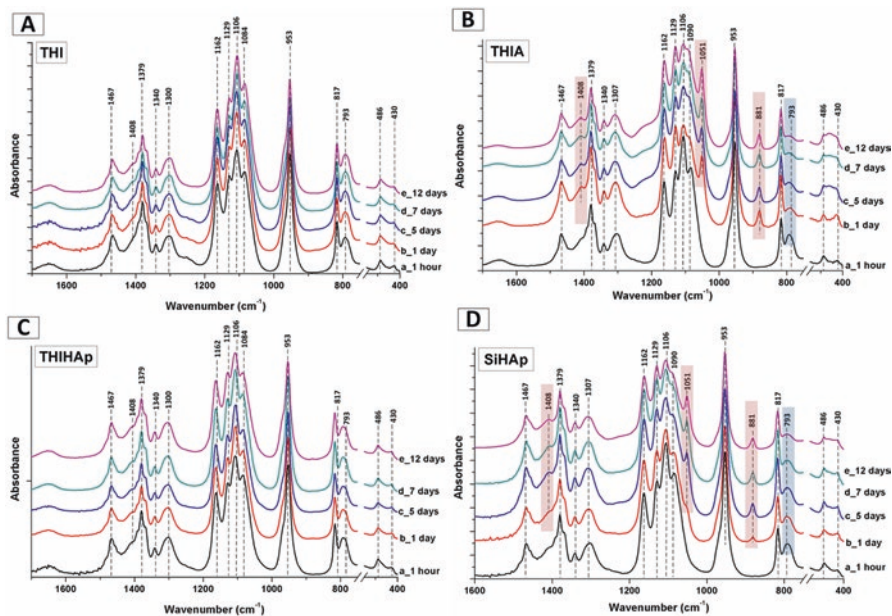 A
THI
1467
1408
1379
1340
1300
1162
1129
1106
1084
953
817
793
486
430
e_12 days
d_7 days
c_5 days
b_1 day
a_1 hour
Absorbance
1600 1400 1200 1000 800 400
Wavenumber (cm⁻¹)
B
THIA
1467
1408
1379
1340
1307
1162
1129
1106
1090
1051
953
881
817
793
486
430
e_12 days
d_7 days
c_5 days
b_1 day
a_1 hour
Absorbance
1600 1400 1200 1000 800 400
Wavenumber (cm⁻¹)
C
THIHAp
1467
1408
1379
1340
1300
1162
1129
1106
1084
953
817
793
486
430
e_12 days
d_7 days
c_5 days
b_1 day
a_1 hour
Absorbance
1600 1400 1200 1000 800 400
Wavenumber (cm⁻¹)
D
SiHAp
1467
1408
1379
1340
1307
1162
1129
1106
1090
1051
953
881
817
793
486
430
e_12 days
d_7 days
c_5 days
b_1 day
a_1 hour
Absorbance
1600 1400 1200 1000 800 400
Wavenumber (cm⁻¹)